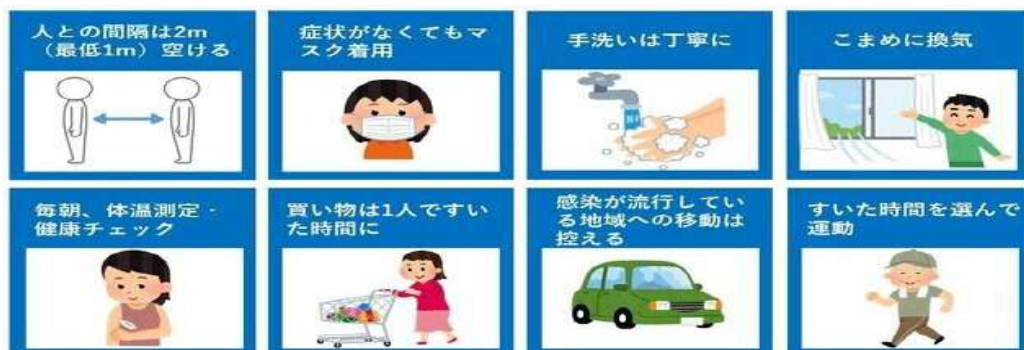 人との間隔は2m
（最低1m）空ける
症状がなくてもマ
スク着用
手洗いは丁寧に
こまめに換気
毎朝、体温測定・
健康チェック
買い物は1人ですい
た時間に
感染が流行してい
る地域への移動は
控える
すいた時間を選んで
運動